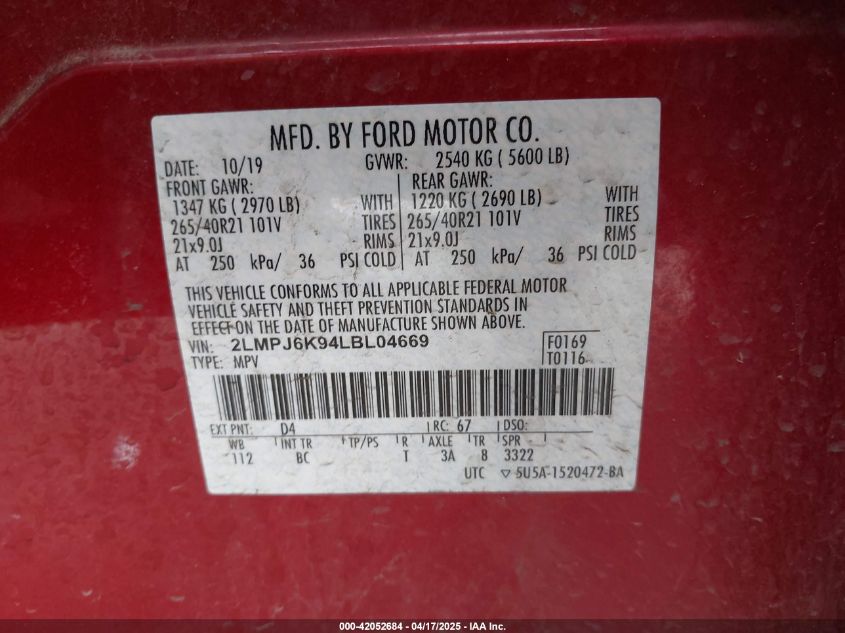 MFD. BY FORD MOTOR CO.
DATE: 10/19 GVWR: 2540 KG ( 5600 LB)
FRONT GAWR: REAR GAWR:
1347 KG ( 2970 LB) WITH 1220 KG ( 2690 LB) WITH
265/40R21 101V TIRES 265/40R21 101V TIRES
21x9.0J RIMS 21x9.0J RIMS
AT 250 kPa/ 36 PSI COLD AT 250 kPa/ 36 PSI COLD
THIS VEHICLE CONFORMS TO ALL APPLICABLE FEDERAL MOTOR
VEHICLE SAFETY AND THEFT PREVENTION STANDARDS IN
EFFECT ON THE DATE OF MANUFACTURE SHOWN ABOVE.
VIN: 2LMPJ6K94LBL04669 F0169
TYPE: MPV T0116
EXT PNT: D4 RC: 67 DSO:
WB INT TR TP/PS R AXLE TR SPR
112 BC T 3A 8 3322
UTC ▽ 5U5A-1520472-BA
000-42052684 - 04/17/2025 - IAA Inc.